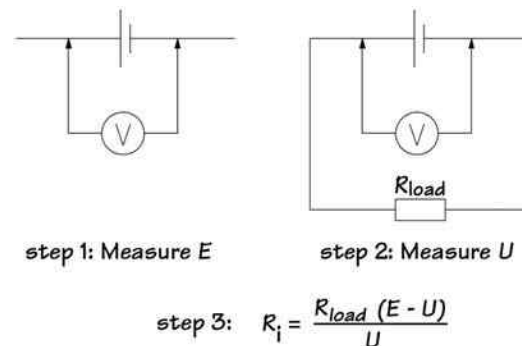 V
V
Rload
step 1: Measure E
step 2: Measure U
step 3: Ri = Rload (E - U) / U